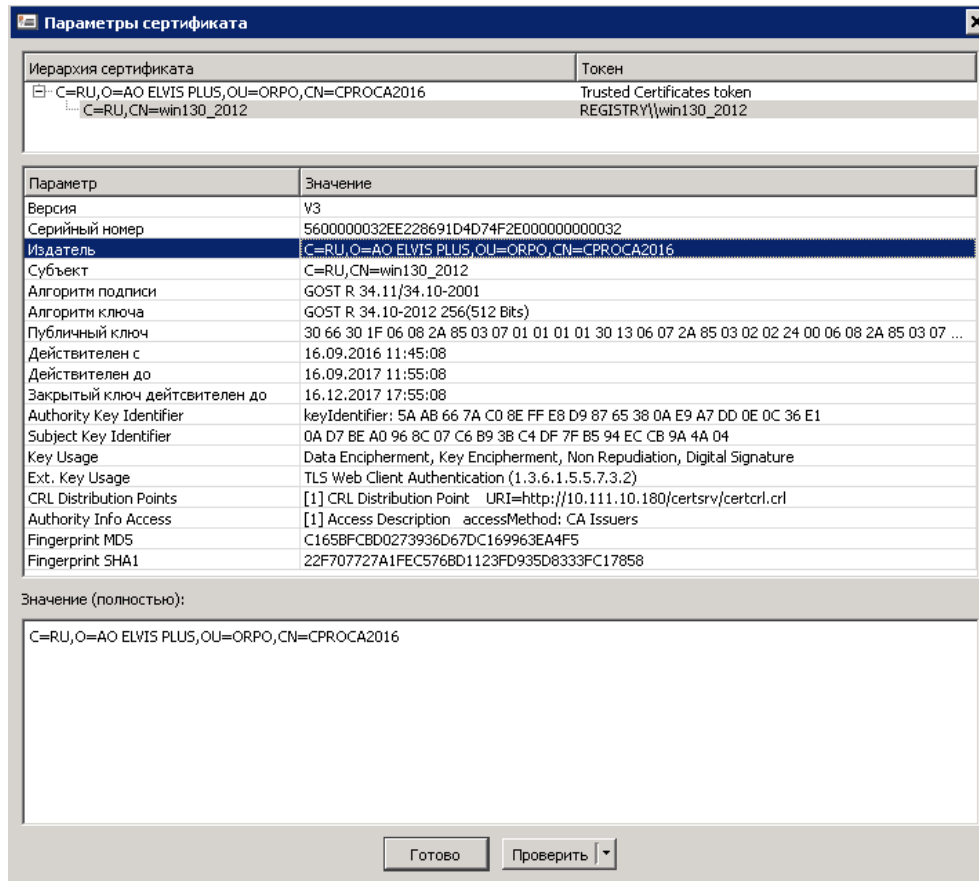 Параметры сертификата
Иерархия сертификата Токен
C=RU,O=AO ELVIS PLUS,OU=ORPO,CN=CPROCA2016 Trusted Certificates token
C=RU,CN=win130_2012 REGISTRY\\win130_2012
Параметр Значение
Версия V3
Серийный номер 5600000032EE228691D4D74F2E000000000032
Издатель C=RU,O=AO ELVIS PLUS,OU=ORPO,CN=CPROCA2016
Субъект C=RU,CN=win130_2012
Алгоритм подписи GOST R 34.11/34.10-2001
Алгоритм ключа GOST R 34.10-2012 256(512 Bits)
Публичный ключ 30 66 30 1F 06 08 2A 85 03 07 01 01 01 01 30 13 06 07 2A 85 03 02 02 24 00 06 08 2A 85 03 07 ...
Действителен с 16.09.2016 11:45:08
Действителен до 16.09.2017 11:55:08
Закрытый ключ дейтсвителен до 16.12.2017 17:55:08
Authority Key Identifier keyIdentifier: 5A AB 66 7A C0 8E FF E8 D9 87 65 38 0A E9 A7 DD 0E 0C 36 E1
Subject Key Identifier 0A D7 BE A0 96 8C 07 C6 B9 3B C4 DF 7F B5 94 EC CB 9A 4A 04
Key Usage Data Encipherment, Key Encipherment, Non Repudiation, Digital Signature
Ext. Key Usage TLS Web Client Authentication (1.3.6.1.5.5.7.3.2)
CRL Distribution Points [1] CRL Distribution Point URI=http://10.111.10.180/certsrv/certcrl.crl
Authority Info Access [1] Access Description accessMethod: CA Issuers
Fingerprint MD5 C165BFCBD0273936D67DC169963EA4F5
Fingerprint SHA1 22F707727A1FEC576BD1123FD935D8333FC17858
Значение (полностью):
C=RU,O=AO ELVIS PLUS,OU=ORPO,CN=CPROCA2016
Готово Проверить